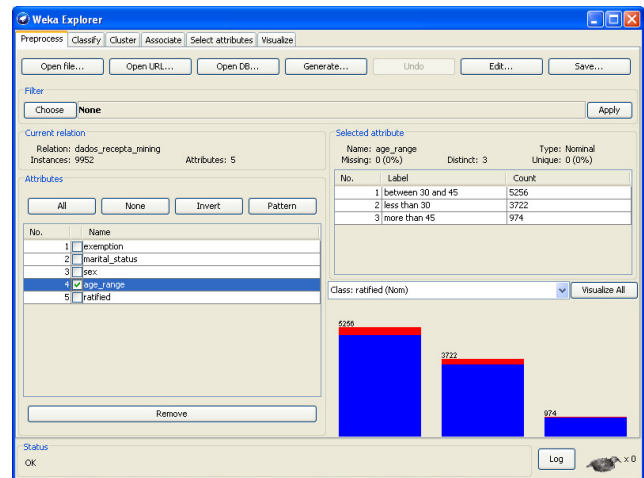 Weka Explorer
Preprocess Classify Cluster Associate Select attributes Visualize
Open file... Open URL... Open DB... Generate... Undo Edit... Save...
Filter
Choose None Apply
Current relation
Relation: dados_recepta_mining
Instances: 9952 Attributes: 5
Attributes
All None Invert Pattern
No. Name
1 exemption
2 marital_status
3 sex
4 age_range
5 ratified
Remove
Selected attribute
Name: age_range Type: Nominal
Missing: 0 (0%) Distinct: 3 Unique: 0 (0%)
No. Label Count
1 between 30 and 45 5256
2 less than 30 3722
3 more than 45 974
Class: ratified (Nom) Visualize All
5256
3722
974
Status
OK
Log x 0